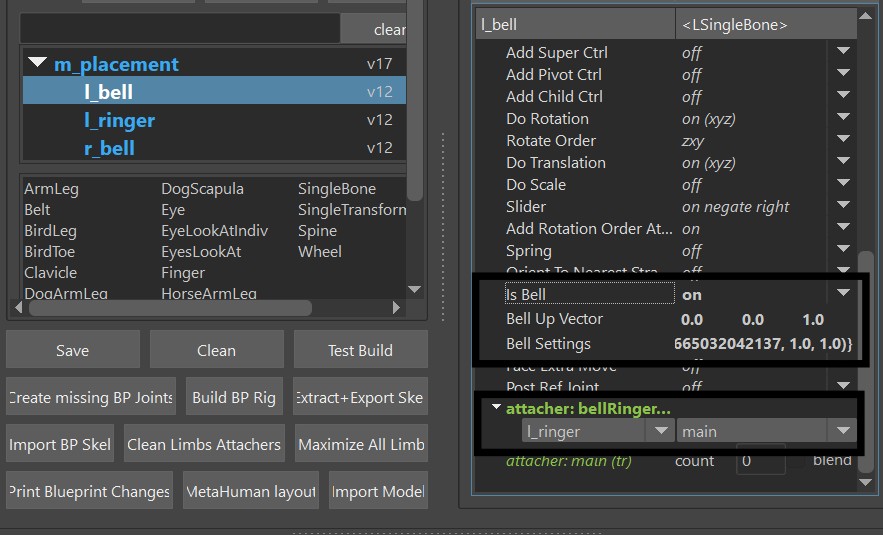 clear
m_placement v17
l_bell v12
l_ringer v12
r_bell v12
ArmLeg DogScapula SingleBone
Belt Eye SingleTransform
BirdLeg EyeLookAtIndiv Spine
BirdToe EyesLookAt Wheel
Clavicle Finger
DogArmLeg HorseArmLeg
Save Clean Test Build
Create missing BP Joints Build BP Rig Extract+Export Ske
Import BP Skel Clean Limbs Attachers Maximize All Limb
Print Blueprint Changes MetaHuman layout Import Model
l_bell <LSingleBone>
Add Super Ctrl off
Add Pivot Ctrl off
Add Child Ctrl off
Do Rotation on (xyz)
Rotate Order zxy
Do Translation on (xyz)
Do Scale off
Slider on negate right
Add Rotation Order At... on
Spring off
Orient To Nearest Stra off
Is Bell on
Bell Up Vector 0.0 0.0 1.0
Bell Settings 665032042137, 1.0, 1.0)}
Face Extra Move off
Post Ref Joint off
attacher: bellRinger...
l_ringer main
attacher: main (tr) count 0 blend